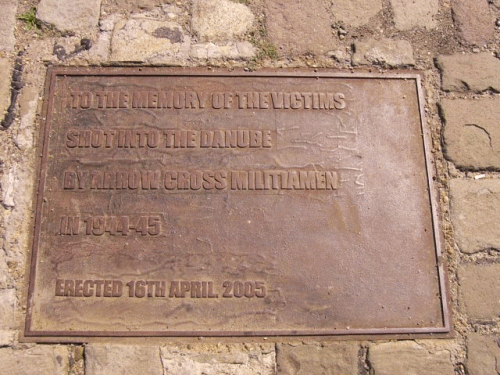 TO THE MEMORY OF THE VICTIMS
SHOT INTO THE DANUBE
BY ARROW CROSS MILITIAMEN
IN 1944-45
ERECTED 16TH APRIL. 2005